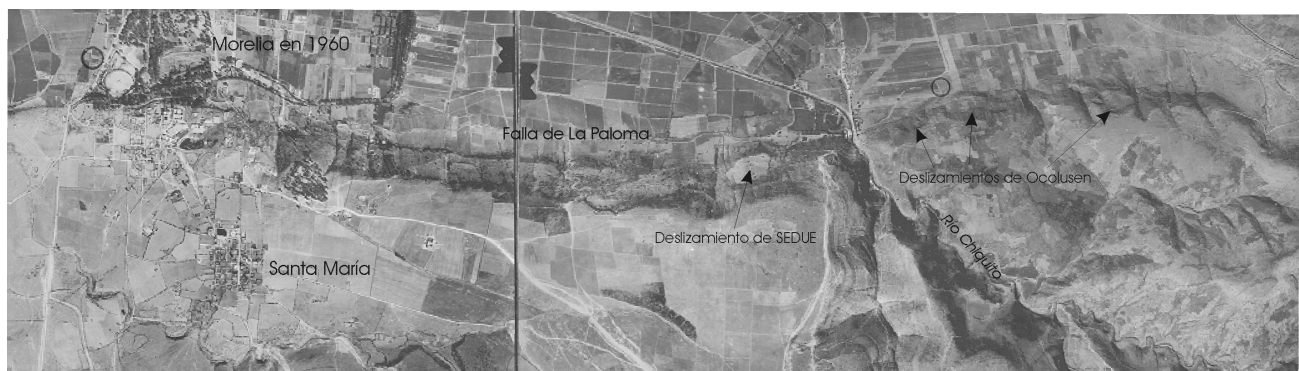 Morelia en 1960
Falla de La Paloma
Deslizamientos de Ocolusen
Río Chiquito
Deslizamiento de SEDUE
Santa María